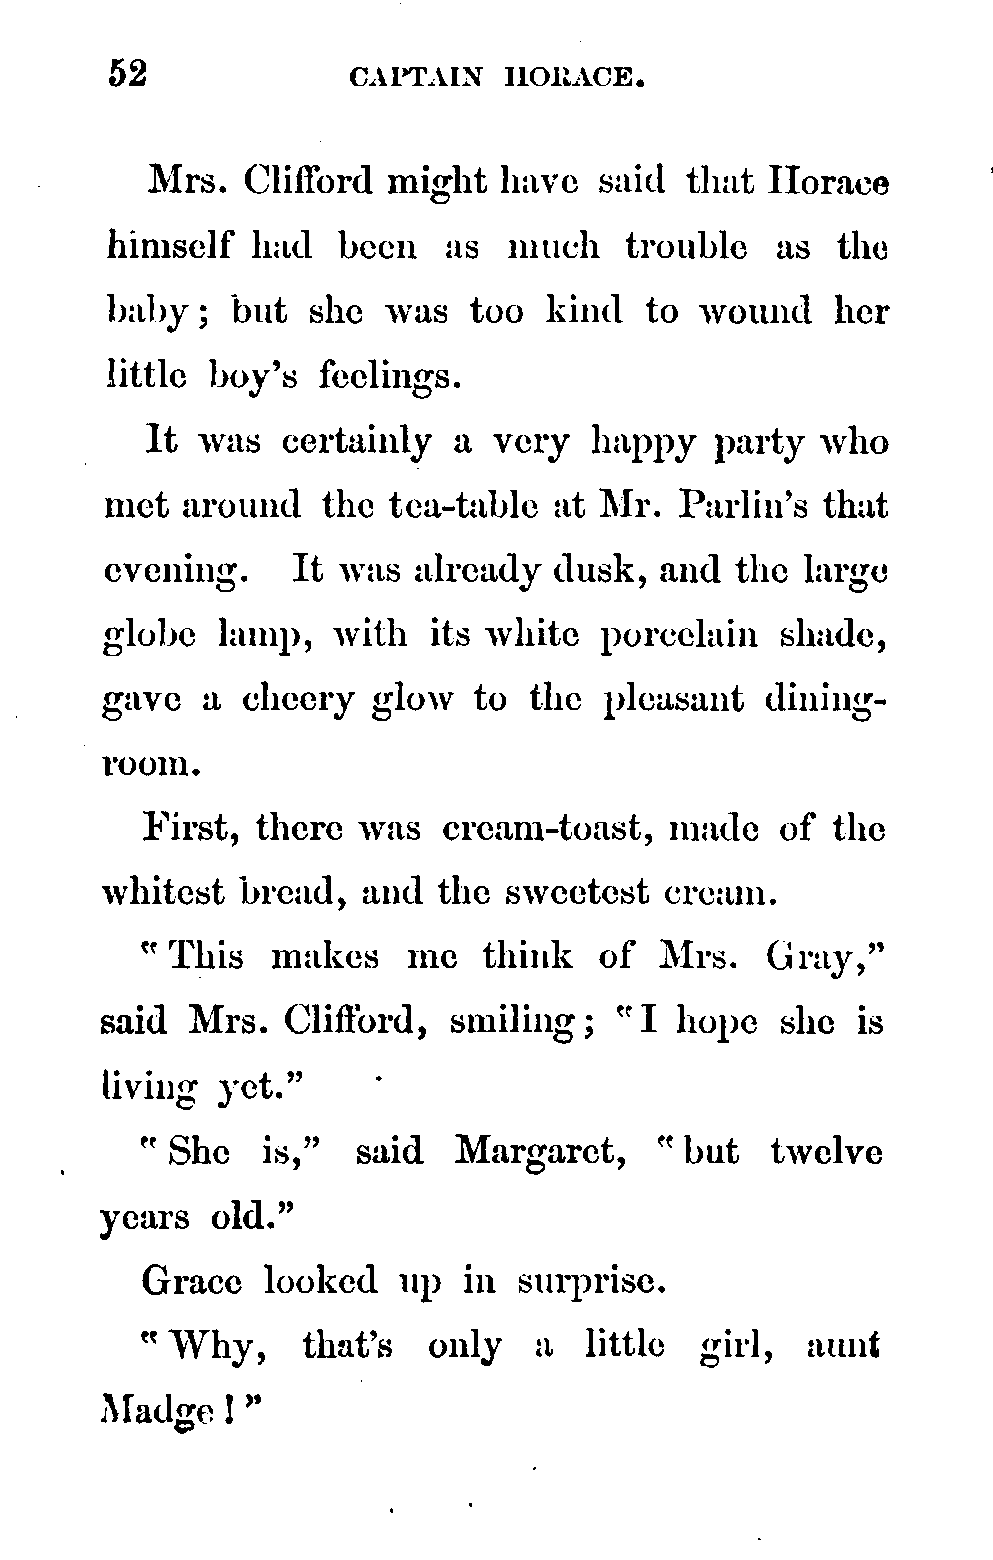 52 CAPTAIN HORACE.
Mrs. Clifford might have said that Horace
himself had been as much trouble as the
baby; but she was too kind to wound her
little boy's feelings.
It was certainly a very happy party who
met around the tea-table at Mr. Parlin's that
evening. It was already dusk, and the large
globe lamp, with its white porcelain shade,
gave a cheery glow to the pleasant dining-
room.
First, there was cream-toast, made of the
whitest bread, and the sweetest cream.
"This makes me think of Mrs. Gray,"
said Mrs. Clifford, smiling; "I hope she is
living yet."
"She is," said Margaret, "but twelve
years old."
Grace looked up in surprise.
"Why, that's only a little girl, aunt
Madge!"